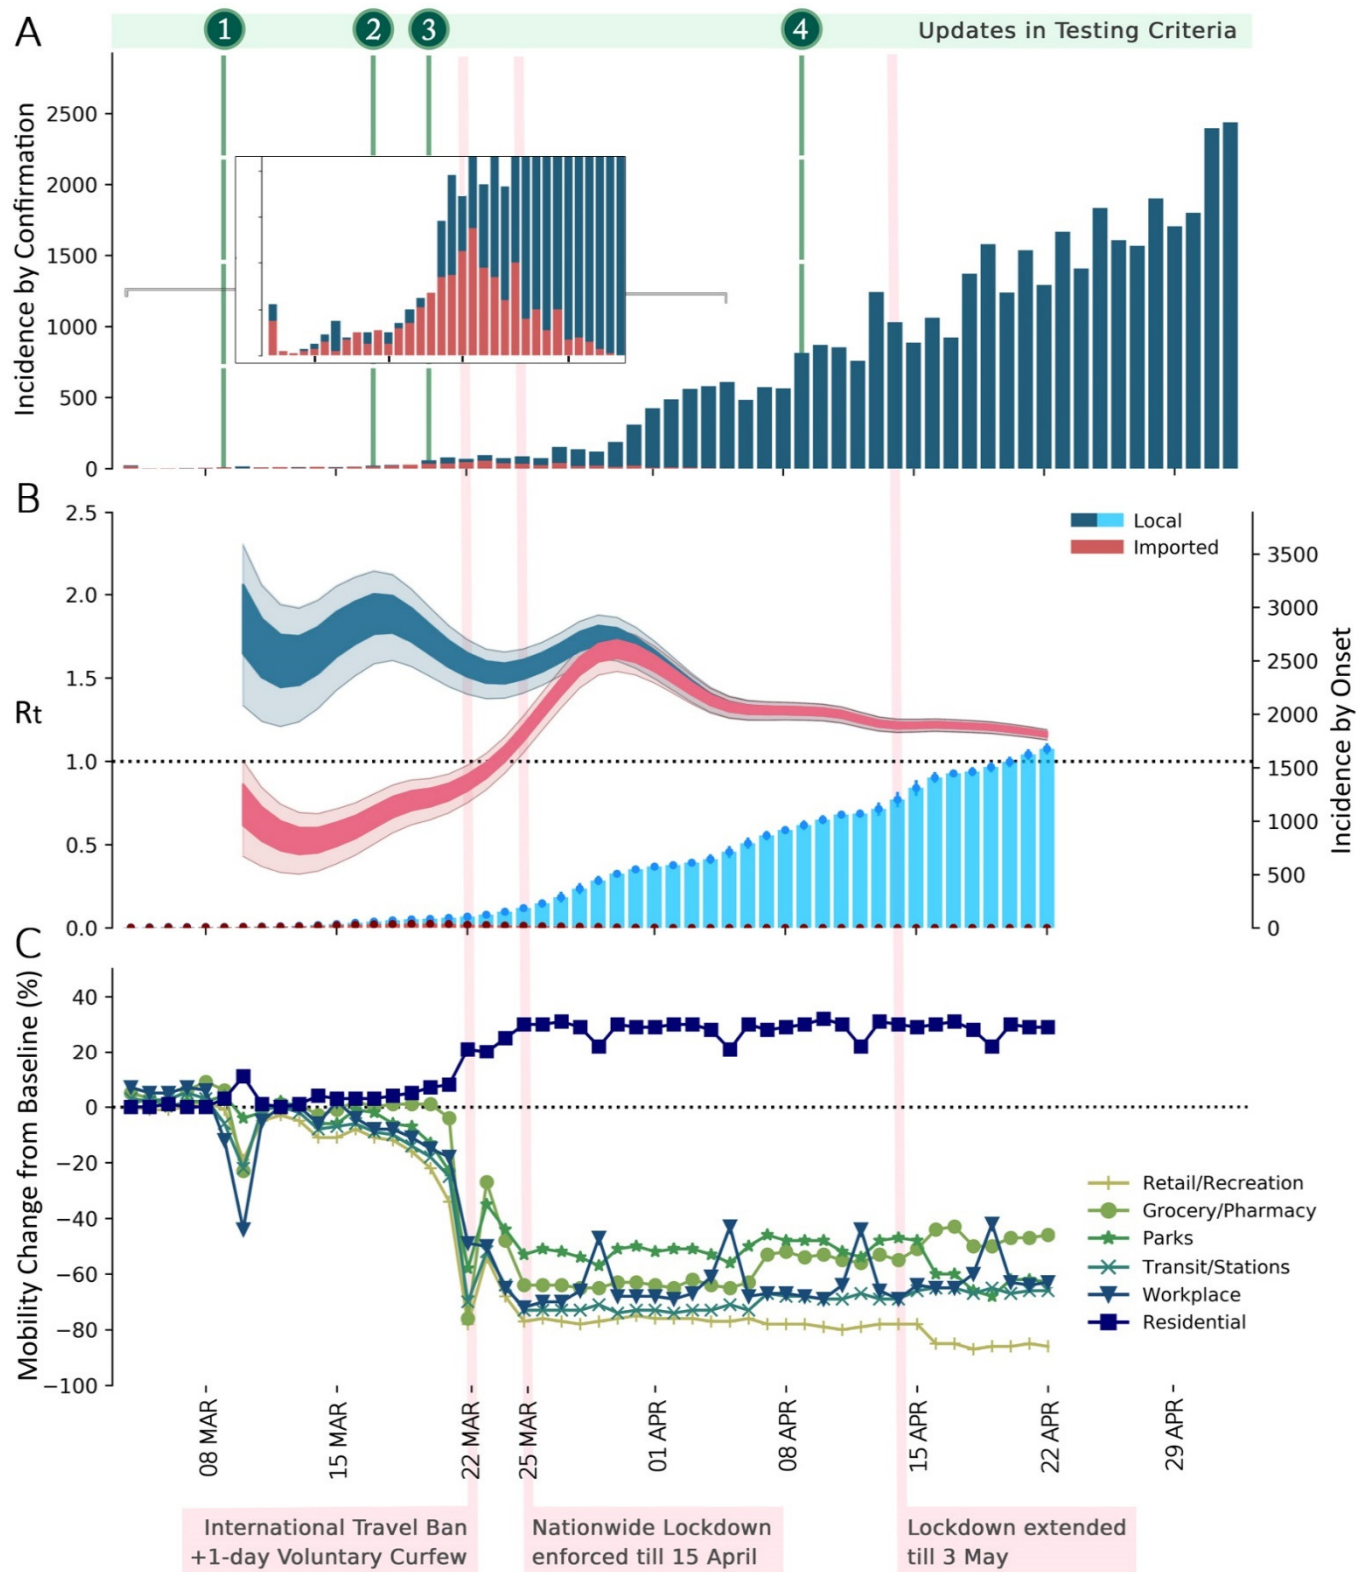 A
1
2
3
4
Updates in Testing Criteria
Incidence by Confirmation
2500
2000
1500
1000
500
0
B
2.5
2.0
1.5
Rt
1.0
0.5
0.0
Local
Imported
3500
3000
2500
2000
1500
1000
500
0
Incidence by Onset
C
Mobility Change from Baseline (%)
40
20
0
−20
−40
−60
−80
−100
Retail/Recreation
Grocery/Pharmacy
Parks
Transit/Stations
Workplace
Residential
08 MAR
15 MAR
22 MAR
25 MAR
01 APR
08 APR
15 APR
22 APR
29 APR
International Travel Ban
+1-day Voluntary Curfew
Nationwide Lockdown
enforced till 15 April
Lockdown extended
till 3 May